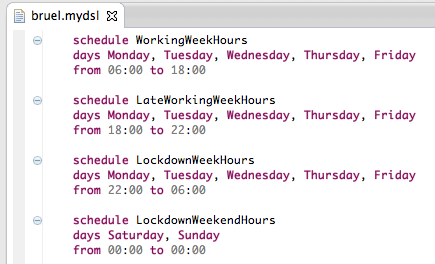 bruel.mydsl
schedule WorkingWeekHours
days Monday, Tuesday, Wednesday, Thursday, Friday
from 06:00 to 18:00
schedule LateWorkingWeekHours
days Monday, Tuesday, Wednesday, Thursday, Friday
from 18:00 to 22:00
schedule LockdownWeekHours
days Monday, Tuesday, Wednesday, Thursday, Friday
from 22:00 to 06:00
schedule LockdownWeekendHours
days Saturday, Sunday
from 00:00 to 00:00